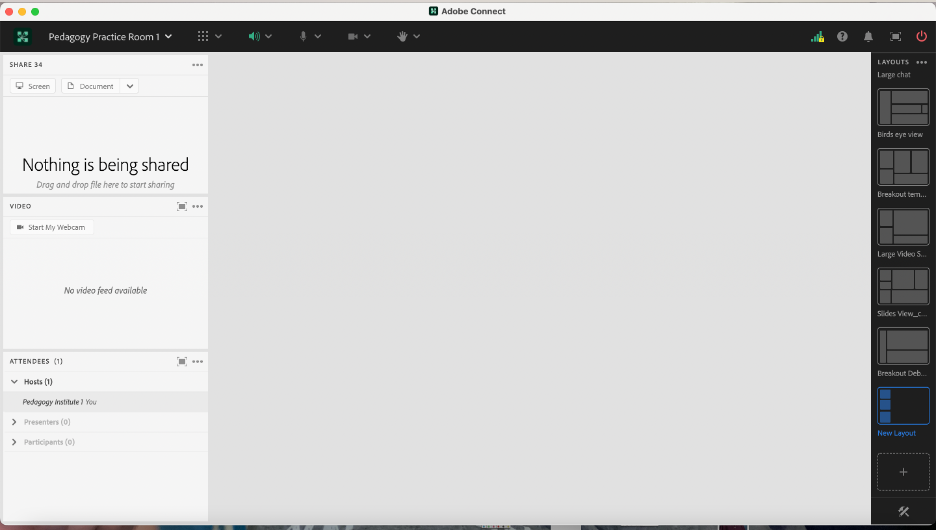 Adobe Connect
Pedagogy Practice Room 1
SHARE 34
Screen
Document
Nothing is being shared
Drag and drop file here to start sharing
VIDEO
Start My Webcam
No video feed available
ATTENDEES (1)
Hosts (1)
Pedagogy Institute 1 You
Presenters (0)
Participants (0)
LAYOUTS
Large chat
Birds eye view
Breakout tem...
Large Video S...
Slides View_c...
Breakout Deb...
New Layout